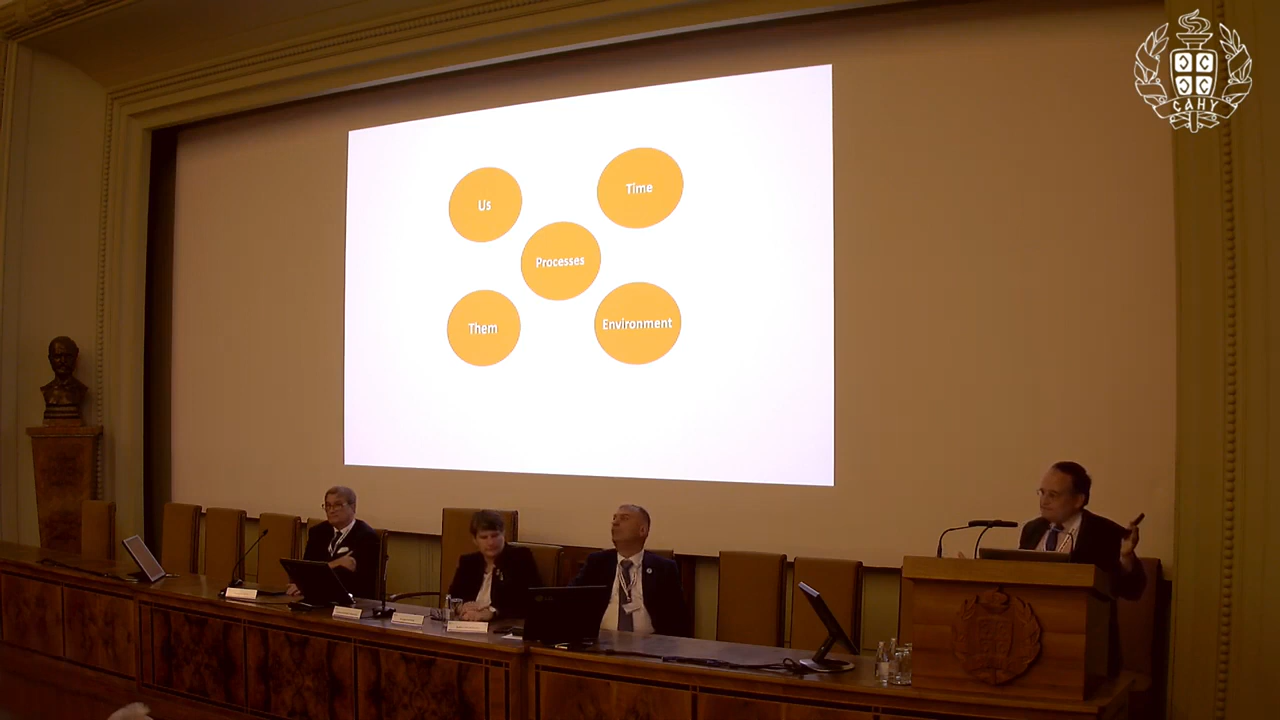 Us
Time
Processes
Them
Environment
САНУ